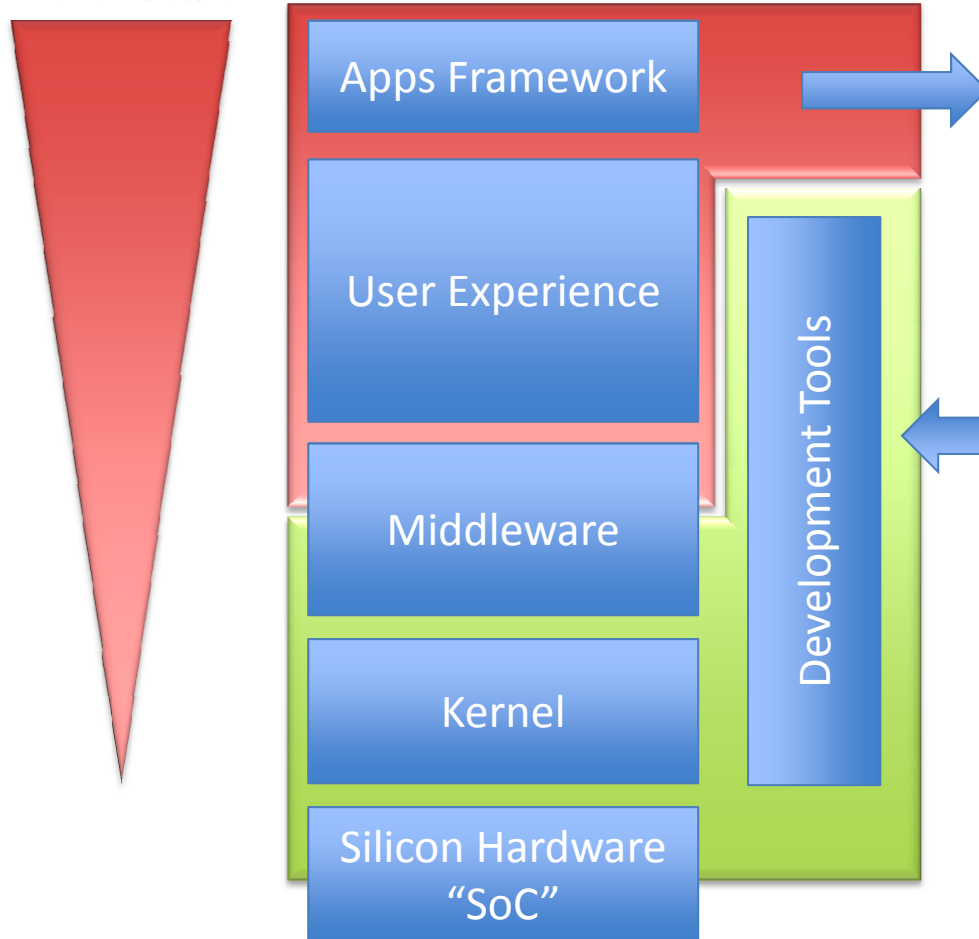 Apps Framework
User Experience
Development Tools
Middleware
Kernel
Silicon Hardware
“SoC”